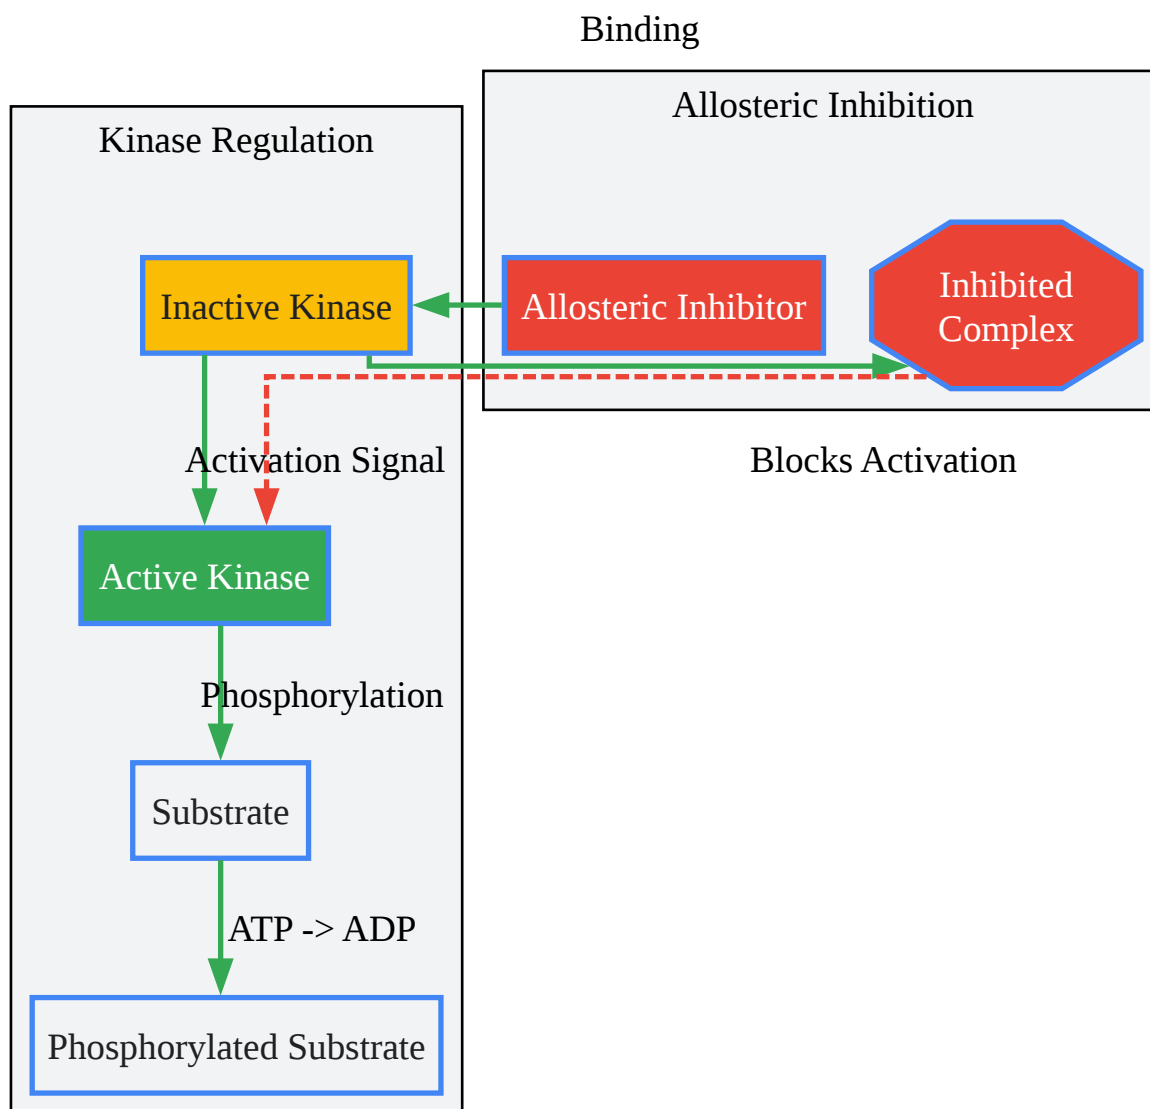 Binding
Allosteric Inhibition
Kinase Regulation
Inactive Kinase
Allosteric Inhibitor
Inhibited
Complex
Activation Signal
Blocks Activation
Active Kinase
Phosphorylation
Substrate
ATP -> ADP
Phosphorylated Substrate